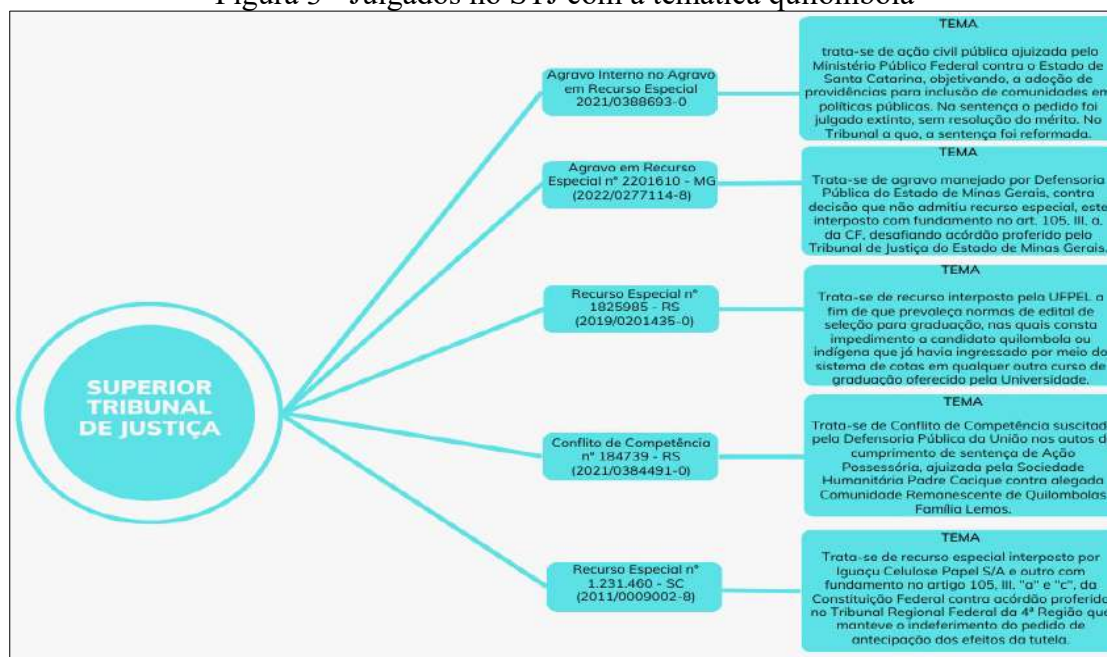 Figura 3 - Julgados no STJ com a temática quilombola
SUPERIOR
TRIBUNAL
DE JUSTIÇA
Agravo Interno no Agravo
em Recurso Especial
2021/0388693-0
TEMA
trata-se de ação civil pública ajuizada pelo
Ministério Público Federal contra o Estado de
Santa Catarina, objetivando, a adoção de
providências para inclusão de comunidades em
políticas públicas. Na sentença o pedido foi
julgado extinto, sem resolução do mérito. No
Tribunal a quo, a sentença foi reformada.
Agravo em Recurso
Especial nº 2201610 - MG
(2022/0277114-8)
TEMA
Trata-se de agravo manejado por Defensoria
Pública do Estado de Minas Gerais, contra
decisão que não admitiu recurso especial, este
interposto com fundamento no art. 105, III, a,
da CF, desafiando acórdão proferido pelo
Tribunal de Justiça do Estado de Minas Gerais.
Recurso Especial nº
1825985 - RS
(2019/0201435-0)
TEMA
Trata-se de recurso interposto pela UFPEL a
fim de que prevaleça normas de edital de
seleção para graduação, nas quais consta
impedimento a candidato quilombola ou
indígena que já havia ingressado por meio do
sistema de cotas em qualquer outro curso de
graduação oferecido pela Universidade.
Conflito de Competência
nº 184739 - RS
(2021/0384491-0)
TEMA
Trata-se de Conflito de Competência suscitad
pela Defensoria Pública da União nos autos d
cumprimento de sentença de Ação
Possessória, ajuizada pela Sociedade
Humanitária Padre Cacique contra alegada
Comunidade Remanescente de Quilombolas
Família Lemos.
Recurso Especial nº
1.231.460 - SC
(2011/0009002-8)
TEMA
Trata-se de recurso especial interposto por
Iguaçu Celulose Papel S/A e outro com
fundamento no artigo 105, III, "a" e "c", da
Constituição Federal contra acórdão proferido
no Tribunal Regional Federal da 4ª Região que
manteve o indeferimento do pedido de
antecipação dos efeitos da tutela.